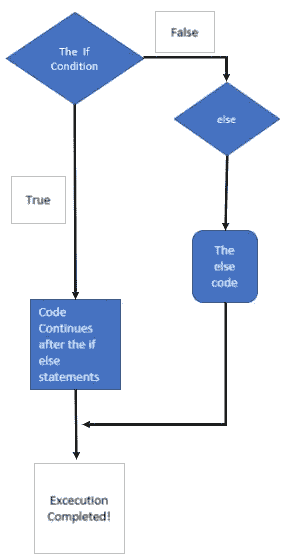 The If
Condition
False
else
True
The
else
code
Code
Continues
after the if
else
statements
Excecution
Completed!